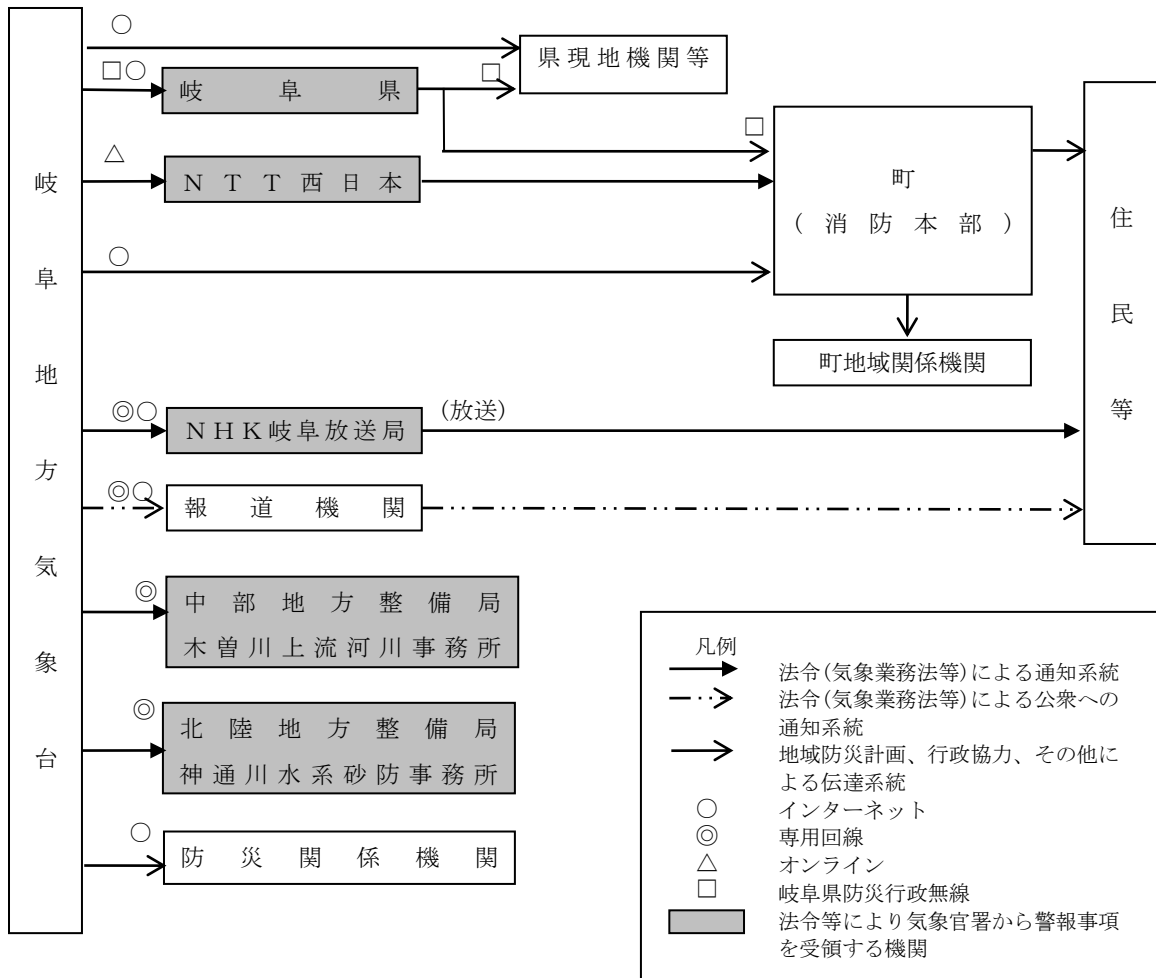 岐阜地方気象台
○
県現地機関等
□○
岐阜県
□
□
△
NTT西日本
町
(消防本部)
○
町地域関係機関
住民等
◎○
NHK岐阜放送局
(放送)
◎○
報道機関
◎
中部地方整備局
木曽川上流河川事務所
◎
北陸地方整備局
神通川水系砂防事務所
○
防災関係機関
凡例
法令(気象業務法等)による通知系統
法令(気象業務法等)による公衆への
通知系統
地域防災計画、行政協力、その他に
よる伝達系統
○ インターネット
◎ 専用回線
△ オンライン
□ 岐阜県防災行政無線
法令等により気象官署から警報事項
を受領する機関